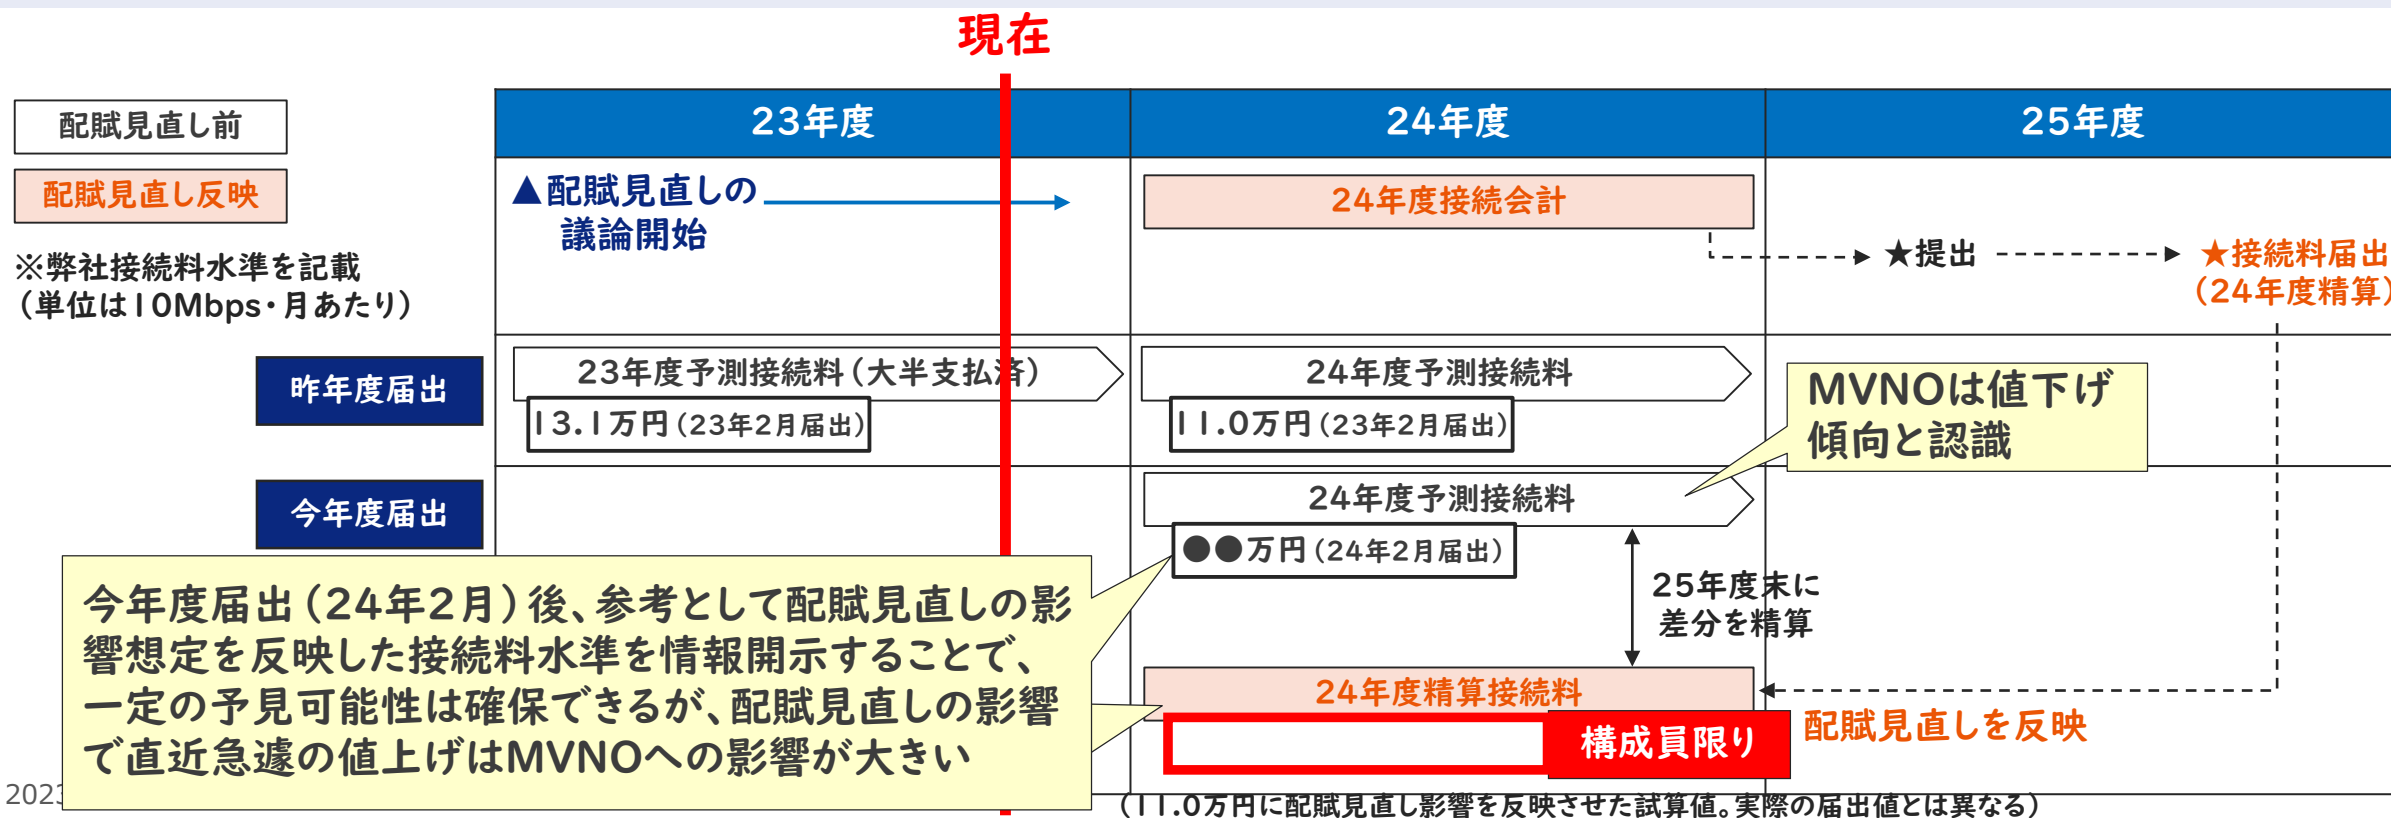 現在
配賦見直し前
配賦見直し反映
※弊社接続料水準を記載
（単位は10Mbps・月あたり）
23年度
24年度
25年度
▲配賦見直しの
議論開始
24年度接続会計
★提出
★接続料届出
（24年度精算）
昨年度届出
23年度予測接続料（大半支払済）
13.1万円（23年2月届出）
24年度予測接続料
11.0万円（23年2月届出）
MVNOは値下げ
傾向と認識
今年度届出
24年度予測接続料
●●万円（24年2月届出）
25年度末に
差分を精算
今年度届出（24年2月）後、参考として配賦見直しの影
響想定を反映した接続料水準を情報開示することで、
一定の予見可能性は確保できるが、配賦見直しの影響
で直近急遽の値上げはMVNOへの影響が大きい
24年度精算接続料
構成員限り
配賦見直しを反映
（11.0万円に配賦見直し影響を反映させた試算値。実際の届出値とは異なる）